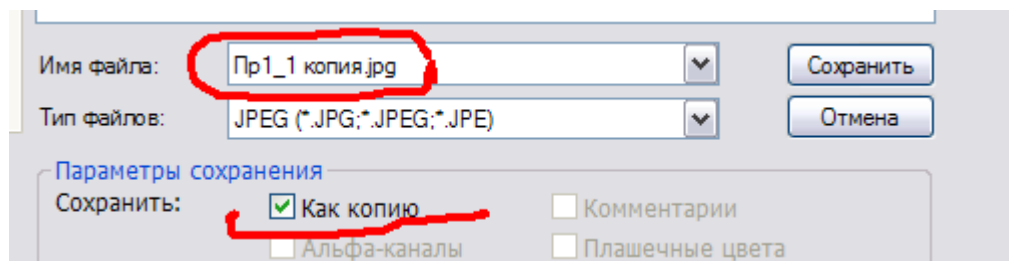 Имя файла: Пр1_1 копия.jpg Сохранить
Тип файлов: JPEG (*.JPG;*.JPEG;*.JPE) Отмена
Параметры сохранения
Сохранить: Как копию Комментарии
Альфа-каналы Плашечные цвета